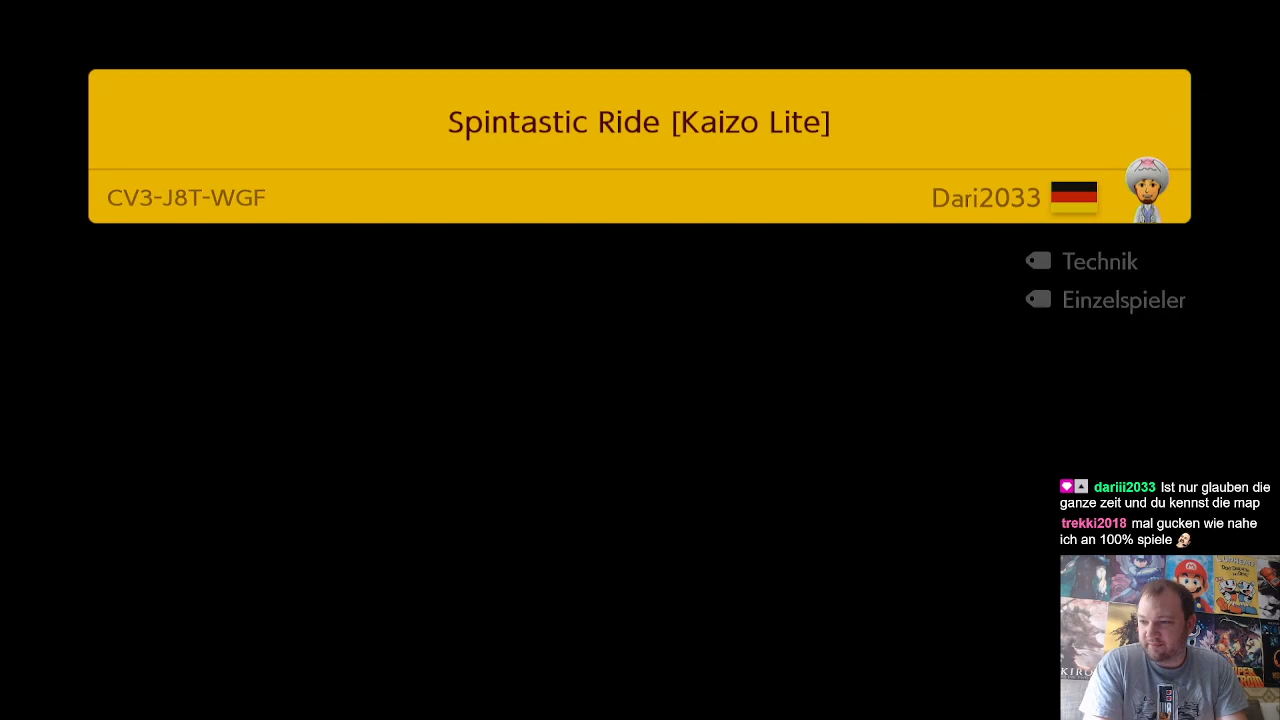 Spintastic Ride [Kaizo Lite]
CV3-J8T-WGF
Dari2033
Technik
Einzelspieler
dariii2033 Ist nur glauben die
ganze zeit und du kennst die map
trekki2018 mal gucken wie nahe
ich an 100% spiele